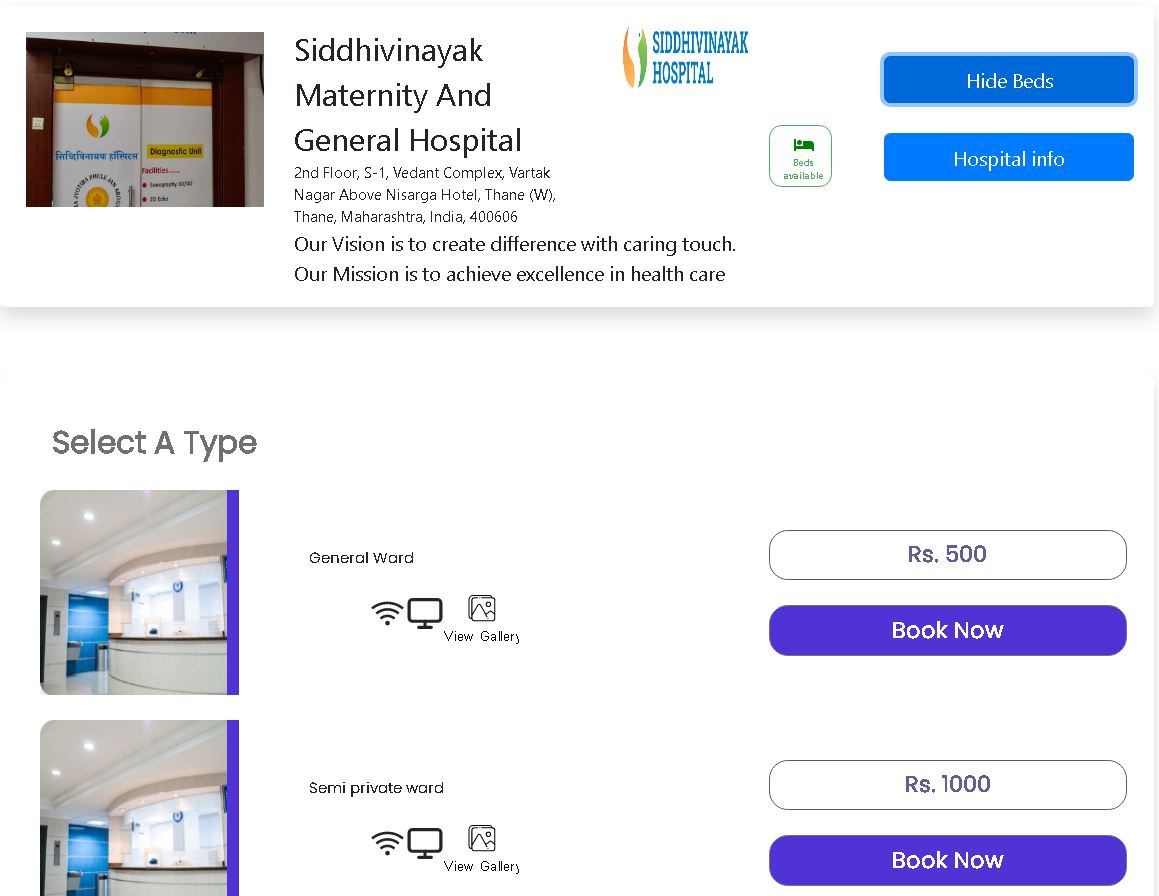 Siddhivinayak
Maternity And
General Hospital
2nd Floor, S-1, Vedant Complex, Vartak
Nagar Above Nisarga Hotel, Thane (W),
Thane, Maharashtra, India, 400606
Our Vision is to create difference with caring touch.
Our Mission is to achieve excellence in health care
SIDDHIVINAYAK
HOSPITAL
Beds
available
Hide Beds
Hospital info
सिध्दिविनायक हॉस्पिटल
Diagnostic Unit
Facilities.....
Sonography 3D/4D
2D Echo
Select A Type
General Ward
View Gallery
Rs. 500
Book Now
Semi private ward
View Gallery
Rs. 1000
Book Now